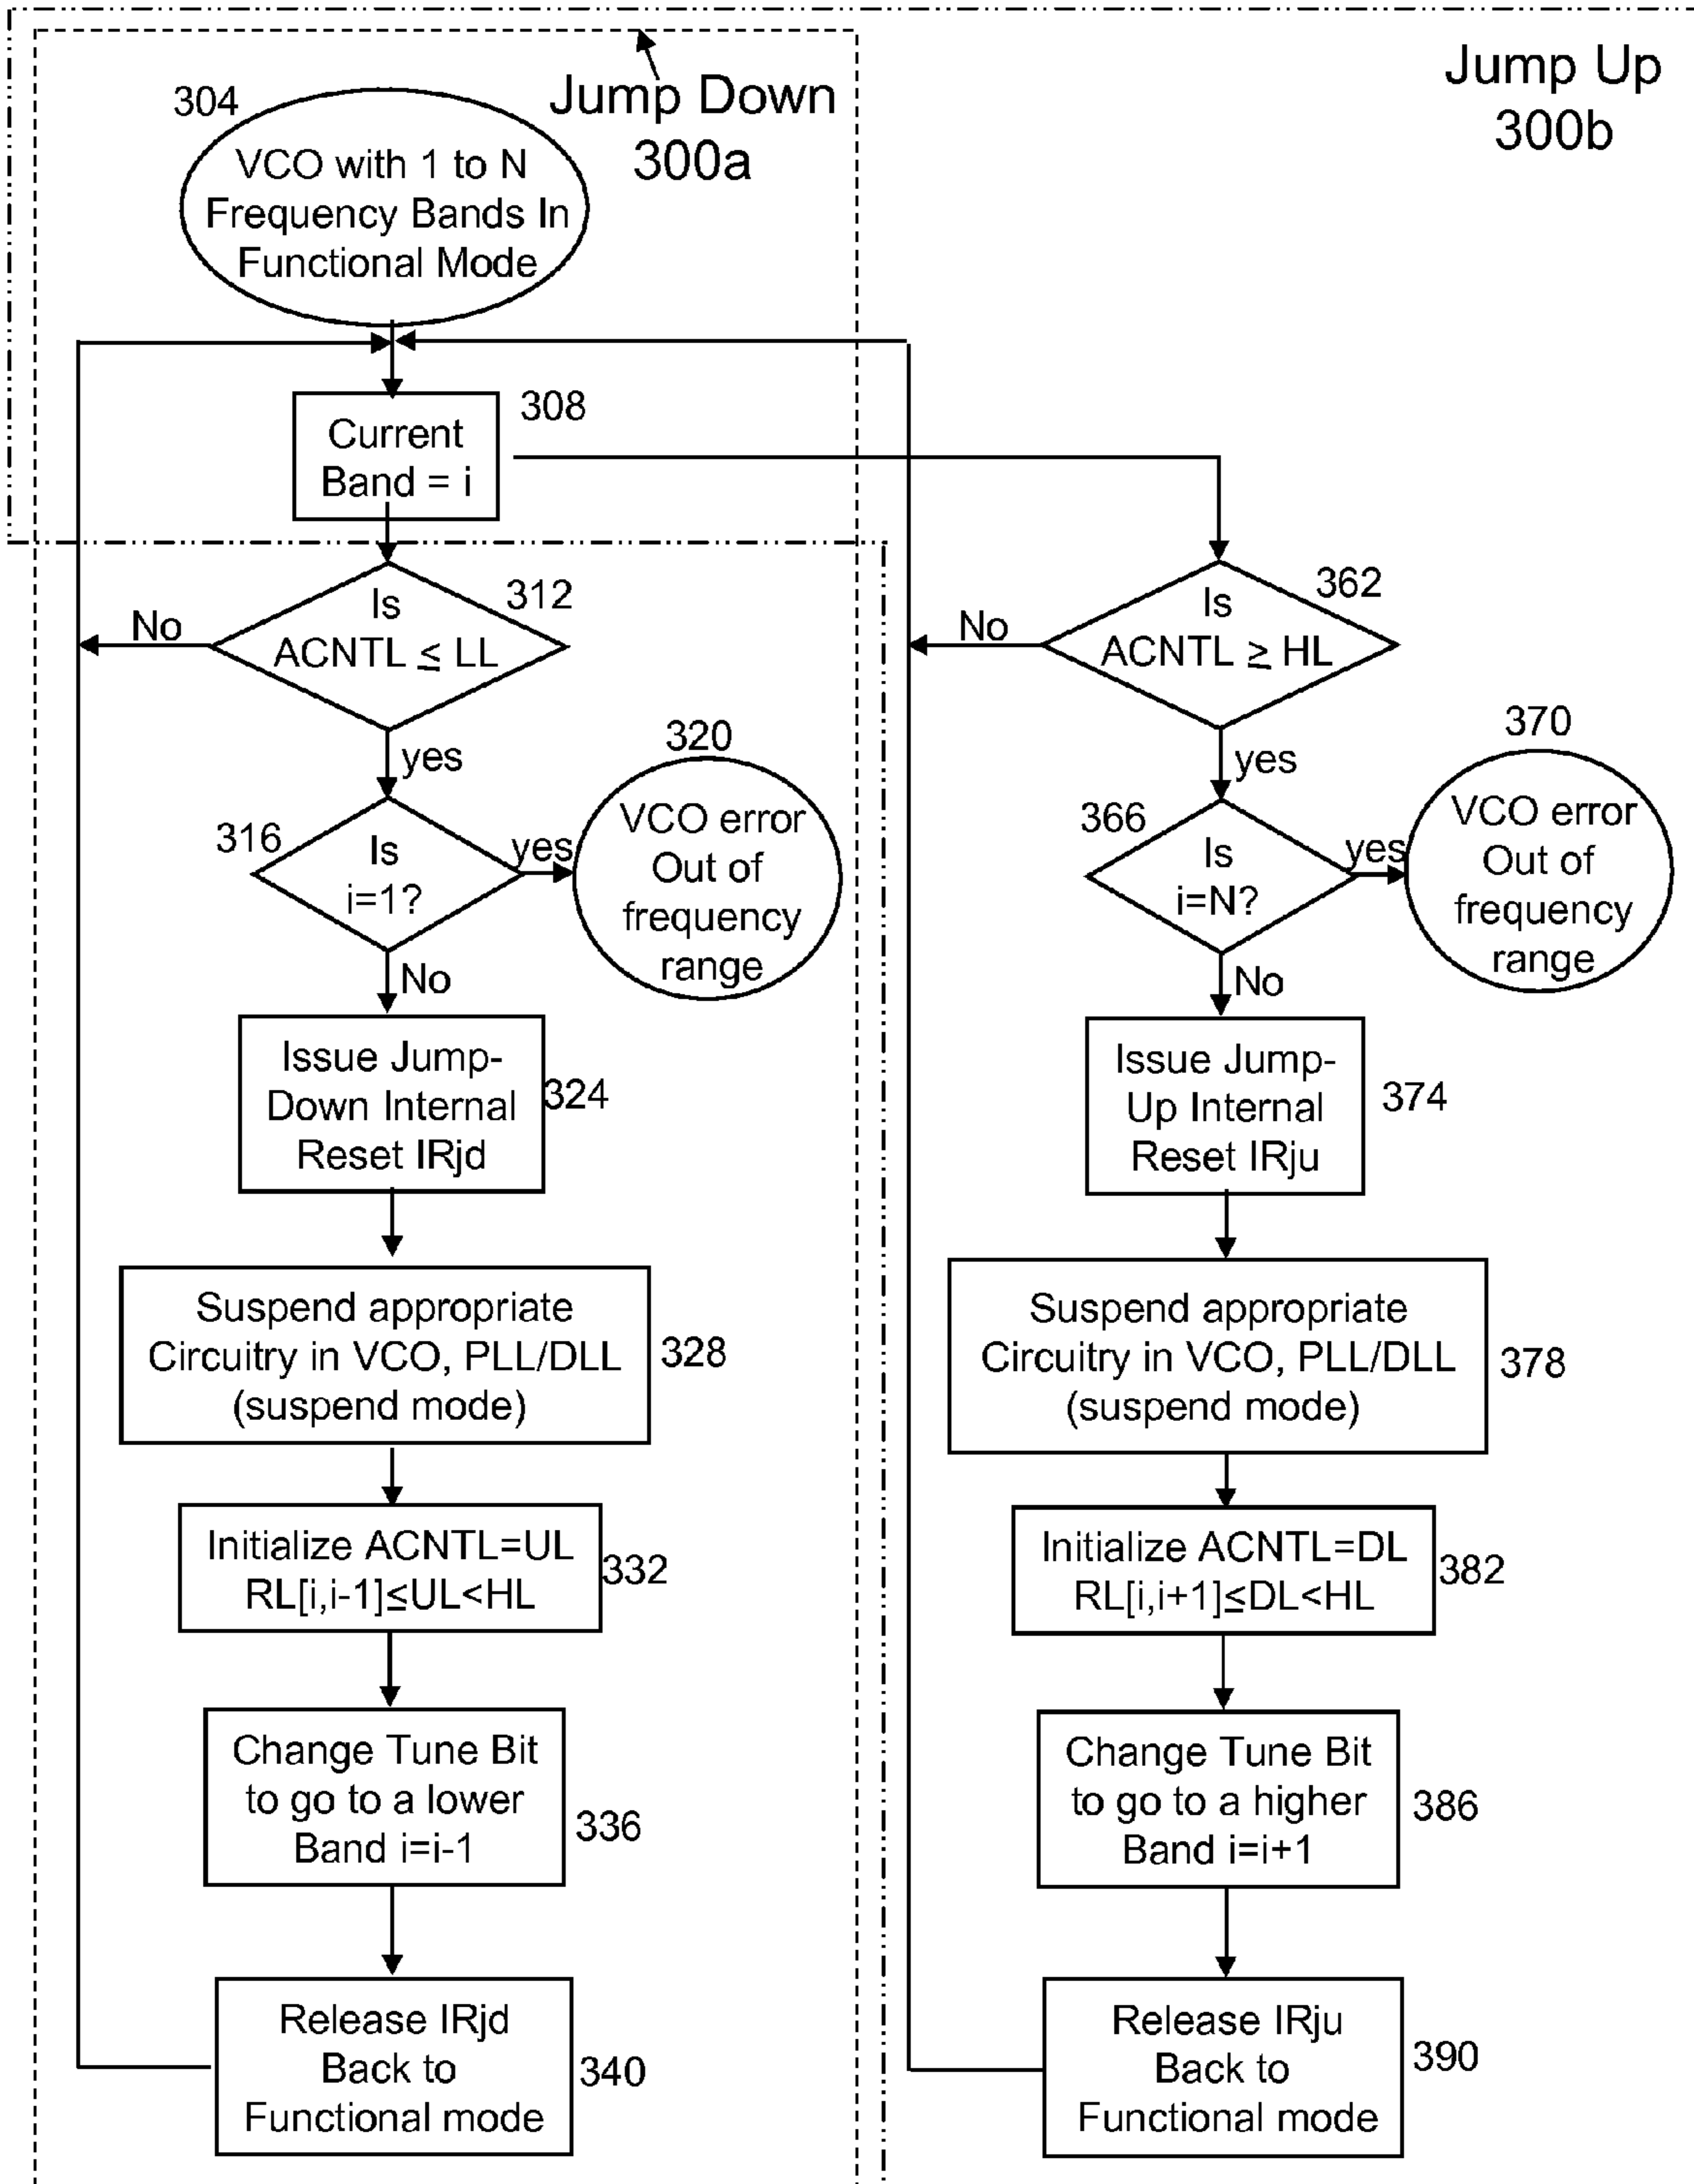 Jump Up
300b
Jump Down
300a
304
VCO with 1 to N
Frequency Bands In
Functional Mode
308
Current
Band = i
312
Is
ACNTL ≤ LL
No
yes
316
Is
i=1?
yes
320
VCO error
Out of
frequency
range
No
Issue Jump-
Down Internal
Reset IRjd
324
Suspend appropriate
Circuitry in VCO, PLL/DLL
(suspend mode)
328
Initialize ACNTL=UL
RL[i,i-1]≤UL<HL
332
Change Tune Bit
to go to a lower
Band i=i-1
336
Release IRjd
Back to
Functional mode
340
362
Is
ACNTL ≥ HL
No
yes
366
Is
i=N?
yes
370
VCO error
Out of
frequency
range
No
Issue Jump-
Up Internal
Reset IRju
374
Suspend appropriate
Circuitry in VCO, PLL/DLL
(suspend mode)
378
Initialize ACNTL=DL
RL[i,i+1]≤DL<HL
382
Change Tune Bit
to go to a higher
Band i=i+1
386
Release IRju
Back to
Functional mode
390